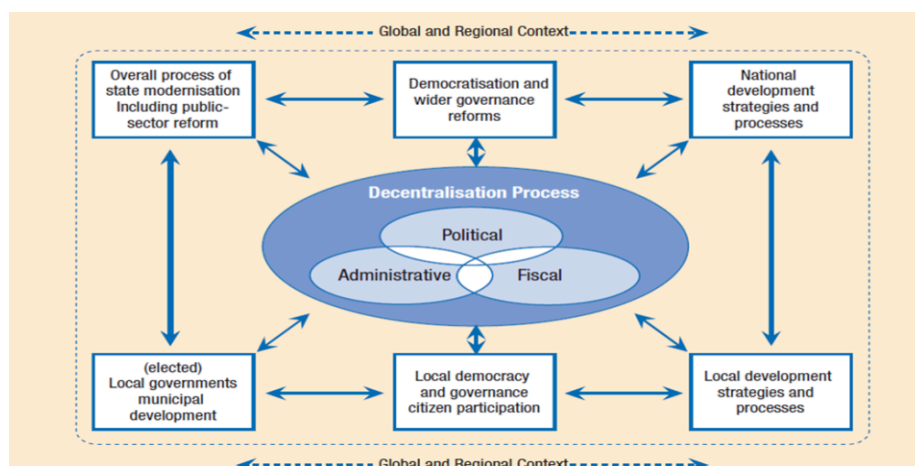 Global and Regional Context
Overall process of
state modernisation
Including public-
sector reform
Democratisation and
wider governance
reforms
National
development
strategies and
processes
Decentralisation Process
Political
Administrative
Fiscal
(elected)
Local governments
municipal
development
Local democracy
and governance
citizen participation
Local development
strategies and
processes
Global and Regional Context